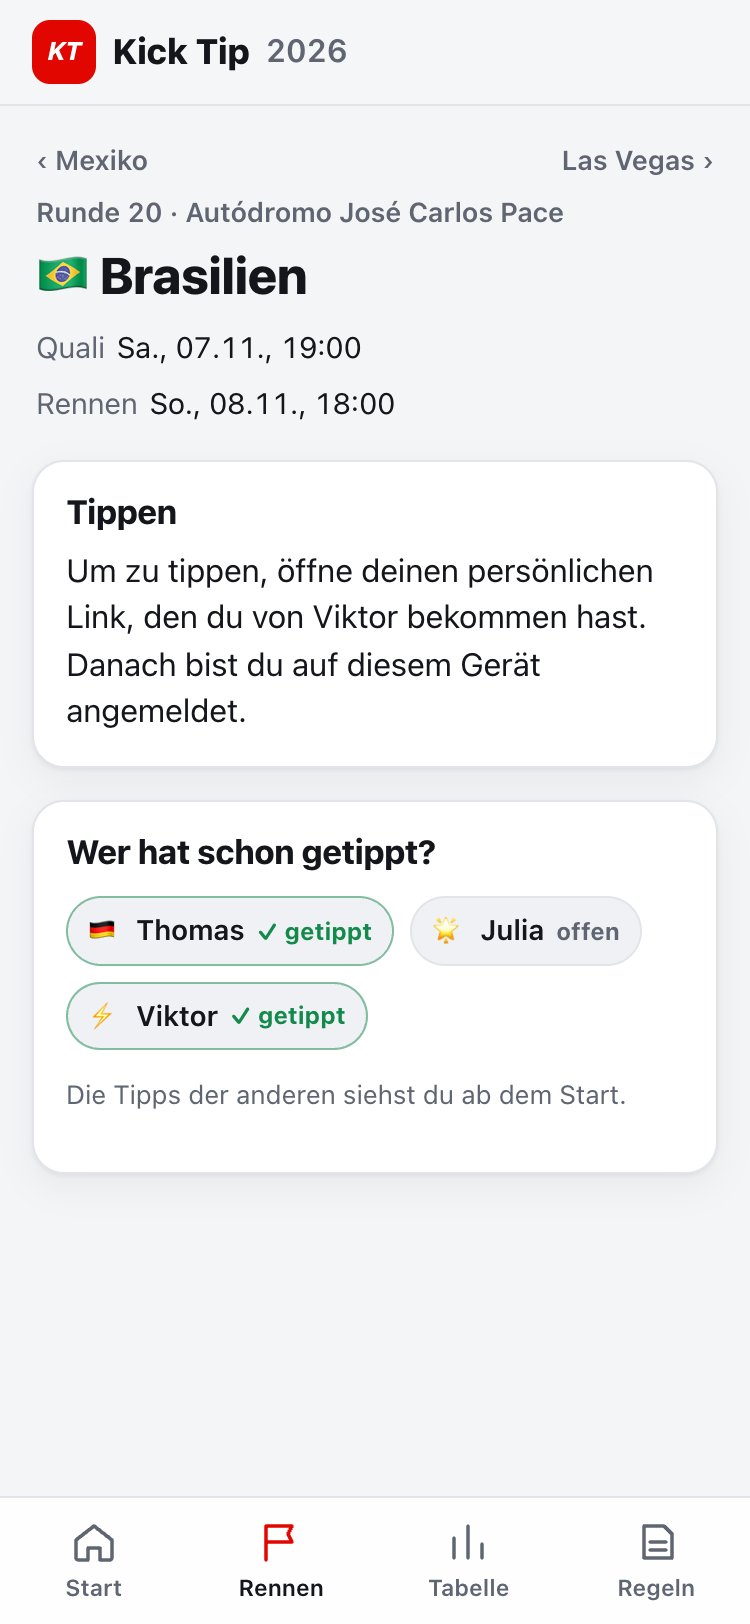 KT Kick Tip 2026
‹ Mexiko Las Vegas ›
Runde 20 · Autódromo José Carlos Pace
🇧🇷 Brasilien
Quali Sa., 07.11., 19:00
Rennen So., 08.11., 18:00
Tippen
Um zu tippen, öffne deinen persönlichen
Link, den du von Viktor bekommen hast.
Danach bist du auf diesem Gerät
angemeldet.
Wer hat schon getippt?
🇩🇪 Thomas ✓ getippt 🌟 Julia offen
⚡ Viktor ✓ getippt
Die Tipps der anderen siehst du ab dem Start.
Start Rennen Tabelle Regeln